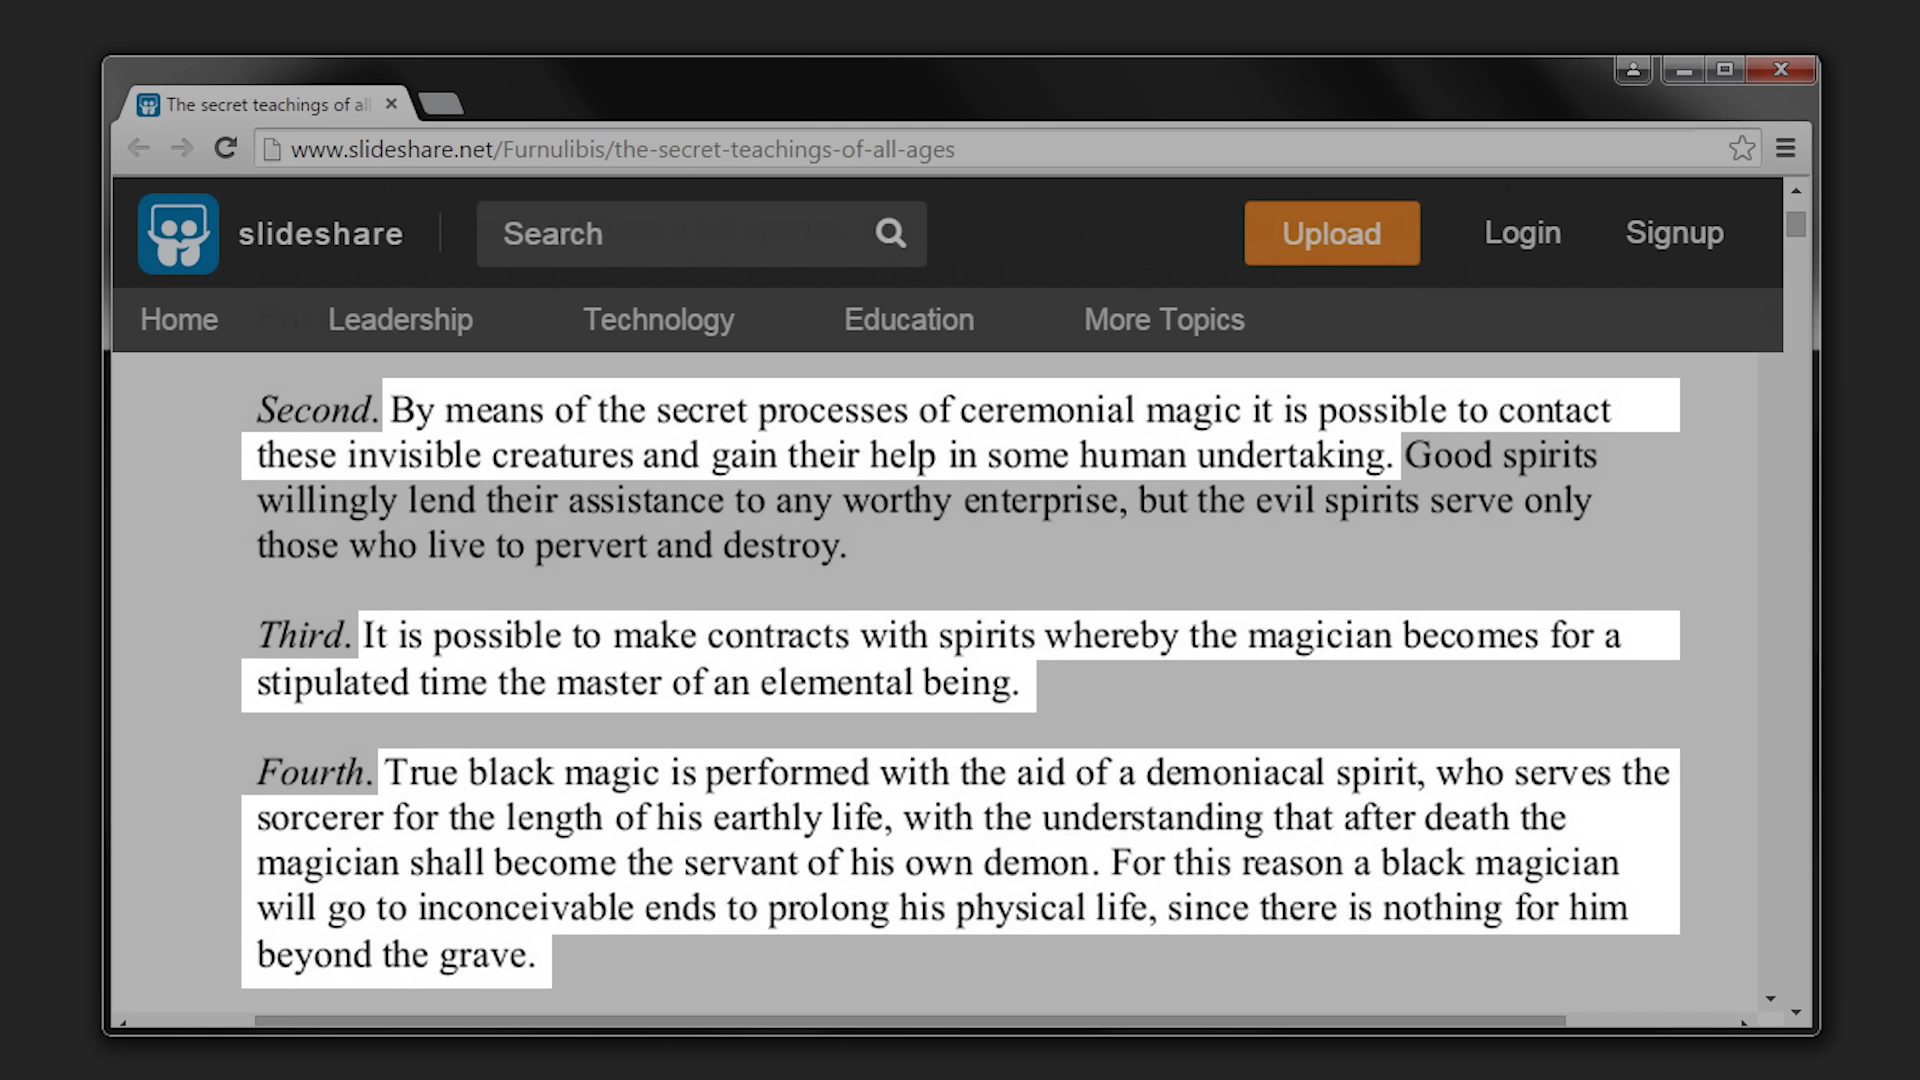 The secret teachings of all
www.slideshare.net/Furnulibis/the-secret-teachings-of-all-ages
slideshare Search Upload Login Signup
Home Leadership Technology Education More Topics
Second. By means of the secret processes of ceremonial magic it is possible to contact
these invisible creatures and gain their help in some human undertaking. Good spirits
willingly lend their assistance to any worthy enterprise, but the evil spirits serve only
those who live to pervert and destroy.
Third. It is possible to make contracts with spirits whereby the magician becomes for a
stipulated time the master of an elemental being.
Fourth. True black magic is performed with the aid of a demoniacal spirit, who serves the
sorcerer for the length of his earthly life, with the understanding that after death the
magician shall become the servant of his own demon. For this reason a black magician
will go to inconceivable ends to prolong his physical life, since there is nothing for him
beyond the grave.